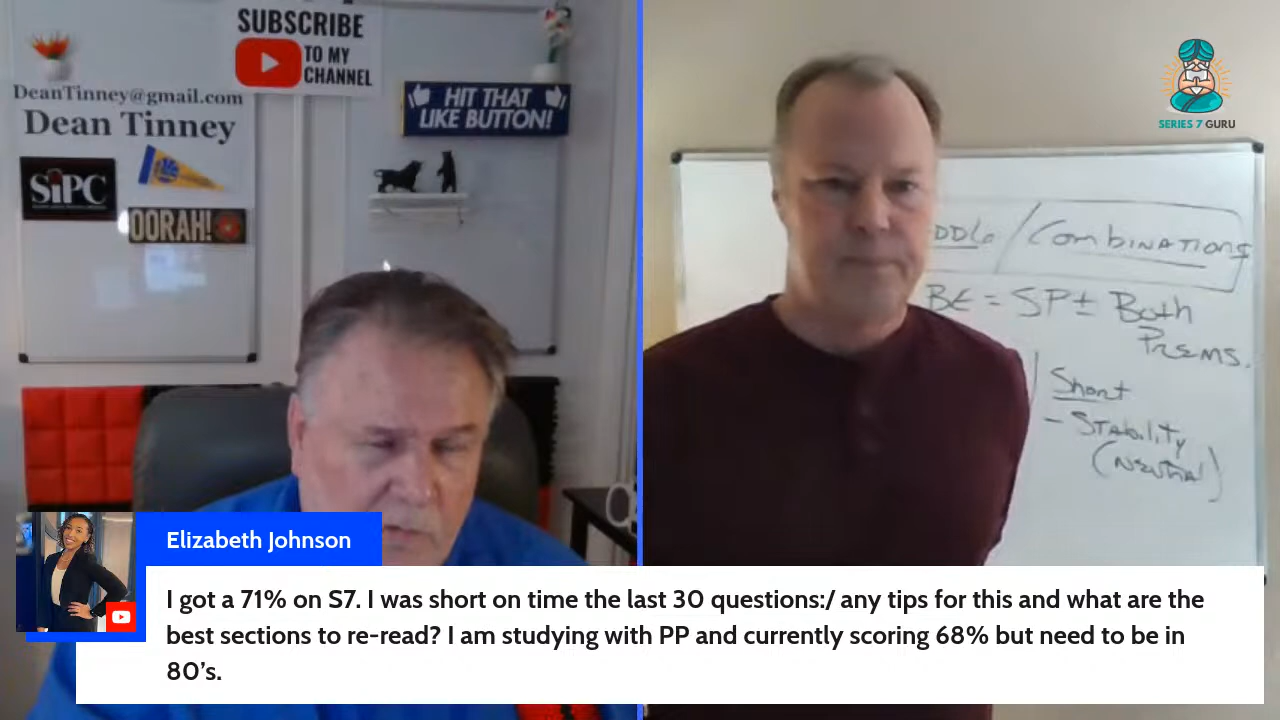 SUBSCRIBE
TO MY
CHANNEL
DeanTinney@gmail.com
Dean Tinney
HIT THAT
LIKE BUTTON!
SiPC
OORAH!
SERIES 7 GURU
/ Combinations
BE = SP ± Both
Prems.
Short
- Stability
(Neutral)
Elizabeth Johnson
I got a 71% on S7. I was short on time the last 30 questions:/ any tips for this and what are the
best sections to re-read? I am studying with PP and currently scoring 68% but need to be in
80's.